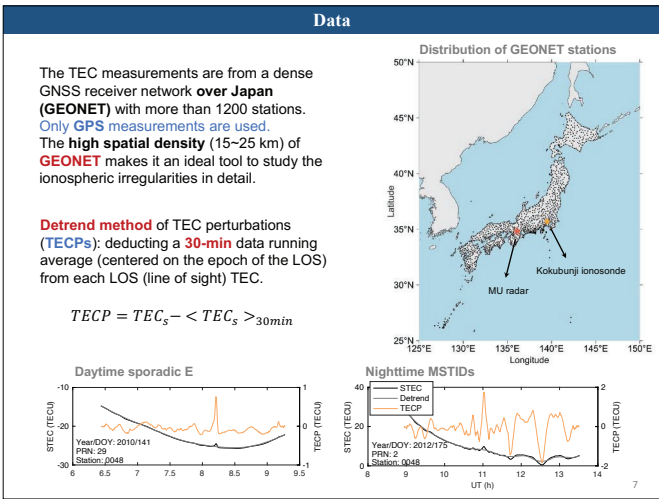 Data
The TEC measurements are from a dense
GNSS receiver network over Japan
(GEONET) with more than 1200 stations.
Only GPS measurements are used.
The high spatial density (15~25 km) of
GEONET makes it an ideal tool to study the
ionospheric irregularities in detail.
Detrend method of TEC perturbations
(TECPs): deducting a 30-min data running
average (centered on the epoch of the LOS)
from each LOS (line of sight) TEC.
TECP = TECₛ− < TECₛ >₃₀ₘᵢₙ
Distribution of GEONET stations
50°N
45°N
40°N
35°N
30°N
25°N
Latitude
Kokubunji ionosonde
MU radar
125°E 130°E 135°E 140°E 145°E 150°E
Longitude
Daytime sporadic E
-10
-20
-30
STEC (TECU)
Year/DOY: 2010/141
PRN: 29
Station: 0048
1
0
-1
TECP (TECU)
6 6.5 7 7.5 8 8.5 9 9.5
Nighttime MSTIDs
40
20
0
STEC (TECU)
STEC
Detrend
TECP
Year/DOY: 2012/175
PRN: 2
Station: 0048
2
0
-2
TECP (TECU)
8 9 10 11 12 13 14
UT (h)
7